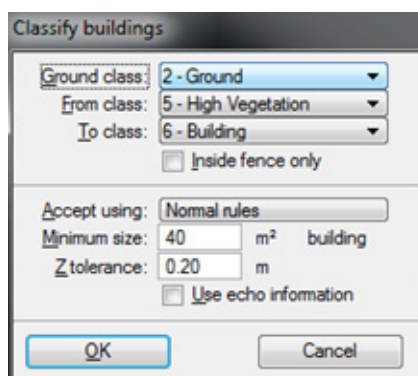 Classify buildings
Ground class: 2 - Ground
From class: 5 - High Vegetation
To class: 6 - Building
Inside fence only
Accept using: Normal rules
Minimum size: 40 m² building
Z tolerance: 0.20 m
Use echo information
OK Cancel